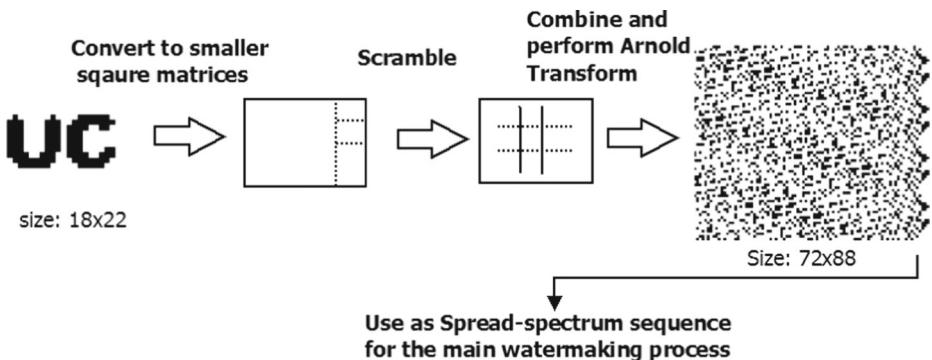 Convert to smaller
sqaure matrices
Scramble
Combine and
perform Arnold
Transform
UC
size: 18x22
Size: 72x88
Use as Spread-spectrum sequence
for the main watermaking process